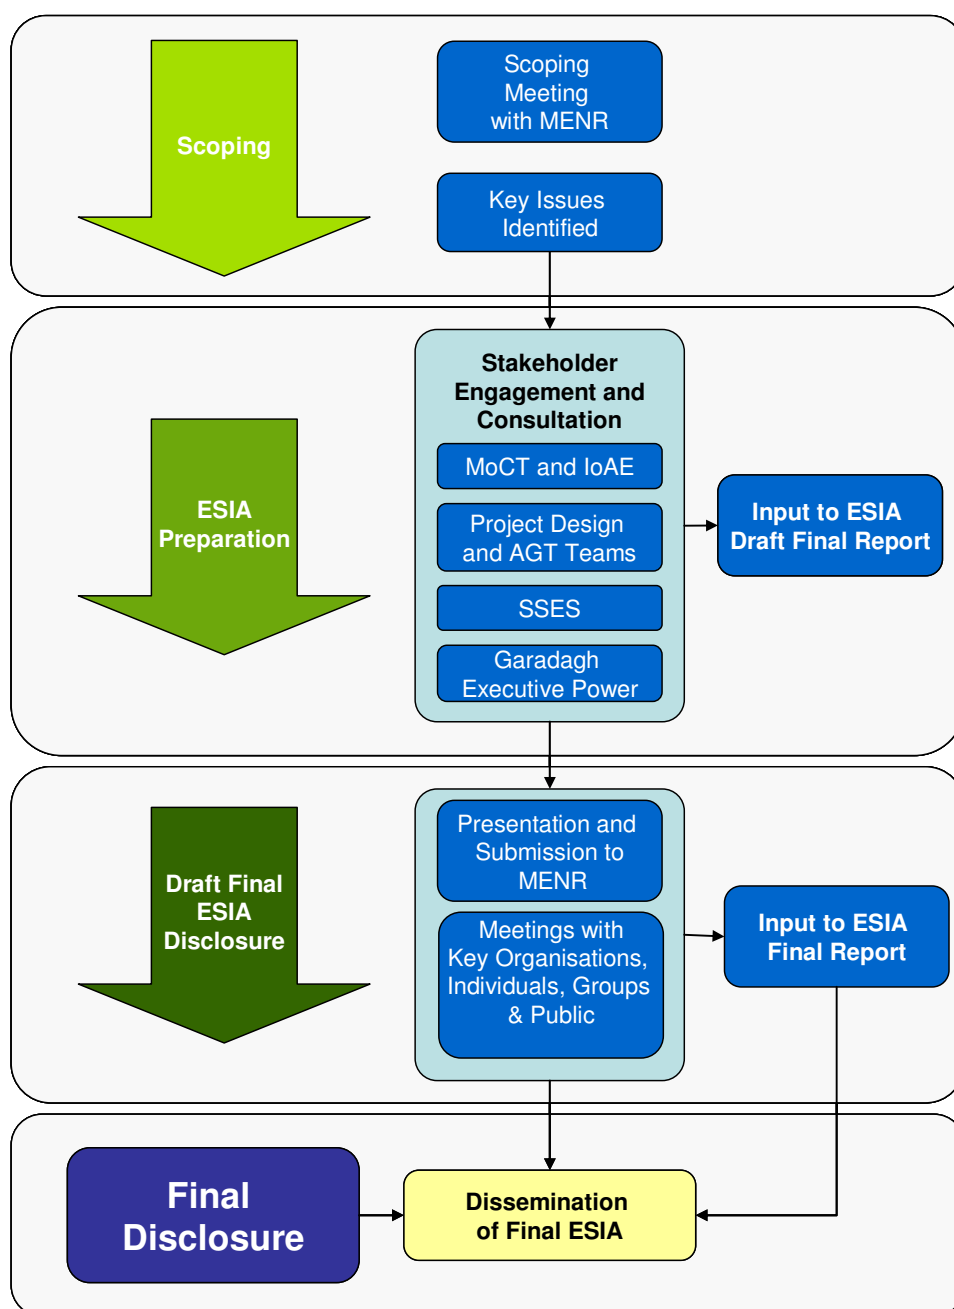 Scoping
Scoping
Meeting
with MENR
Key Issues
Identified
ESIA
Preparation
Stakeholder
Engagement and
Consultation
MoCT and IoAE
Project Design
and AGT Teams
SSES
Garadagh
Executive Power
Input to ESIA
Draft Final Report
Draft Final
ESIA
Disclosure
Presentation and
Submission to
MENR
Meetings with
Key Organisations,
Individuals, Groups
& Public
Input to ESIA
Final Report
Final
Disclosure
Dissemination
of Final ESIA